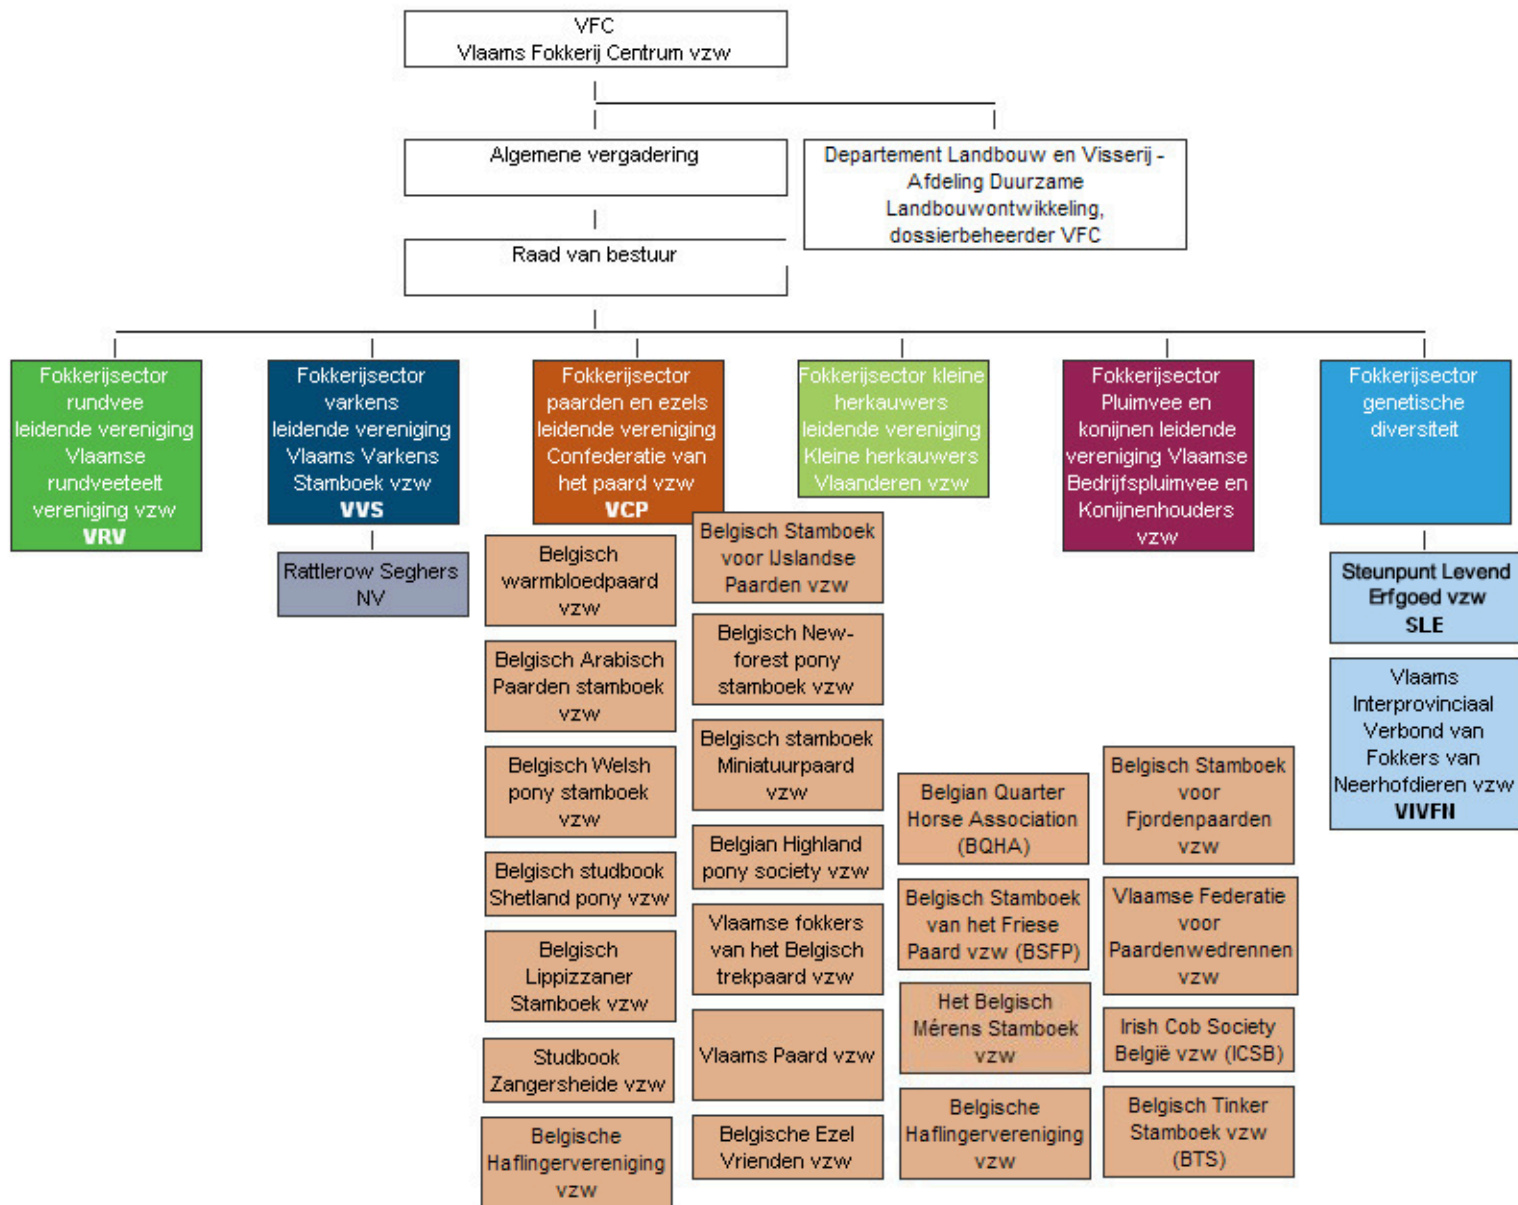 VFC
Vlaams Fokkerij Centrum vzw
Algemene vergadering
Departement Landbouw en Visserij -
Afdeling Duurzame
Landbouwontwikkeling,
dossierbeheerder VFC
Raad van bestuur
Fokkerijsector
rundvee
leidende vereniging
Vlaamse
rundveeteelt
vereniging vzw
VRV
Fokkerijsector
varkens
leidende vereniging
Vlaams Varkens
Stamboek vzw
VVS
Fokkerijsector
paarden en ezels
leidende vereniging
Confederatie van
het paard vzw
VCP
Fokkerijsector kleine
herkauwers
leidende vereniging
Kleine herkauwers
Vlaanderen vzw
Fokkerijsector
Pluimvee en
konijnen leidende
vereniging Vlaamse
Bedrijfspluimvee en
Konijnenhouders
vzw
Fokkerijsector
genetische
diversiteit
Rattlerow Seghers
NV
Belgisch
warmbloedpaard
vzw
Belgisch Arabisch
Paarden stamboek
vzw
Belgisch Welsh
pony stamboek
vzw
Belgisch studbook
Shetland pony vzw
Belgisch
Lippizzaner
Stamboek vzw
Studbook
Zangersheide vzw
Belgische
Haflingervereniging
vzw
Belgisch Stamboek
voor IJslandse
Paarden vzw
Belgisch New-
forest pony
stamboek vzw
Belgisch stamboek
Miniatuurpaard
vzw
Belgian Highland
pony society vzw
Vlaamse fokkers
van het Belgisch
trekpaard vzw
Vlaams Paard vzw
Belgische Ezel
Vrienden vzw
Belgian Quarter
Horse Association
(BQHA)
Belgisch Stamboek
van het Friese
Paard vzw (BSFP)
Het Belgisch
Mérens Stamboek
vzw
Belgische
Haflingervereniging
vzw
Belgisch Stamboek
voor
Fjordenpaarden
vzw
Vlaamse Federatie
voor
Paardenwedrennen
vzw
Irish Cob Society
België vzw (ICSB)
Belgisch Tinker
Stamboek vzw
(BTS)
Steunpunt Levend
Erfgoed vzw
SLE
Vlaams
Interprovinciaal
Verbond van
Fokkers van
Neerhofdieren vzw
VIVFN